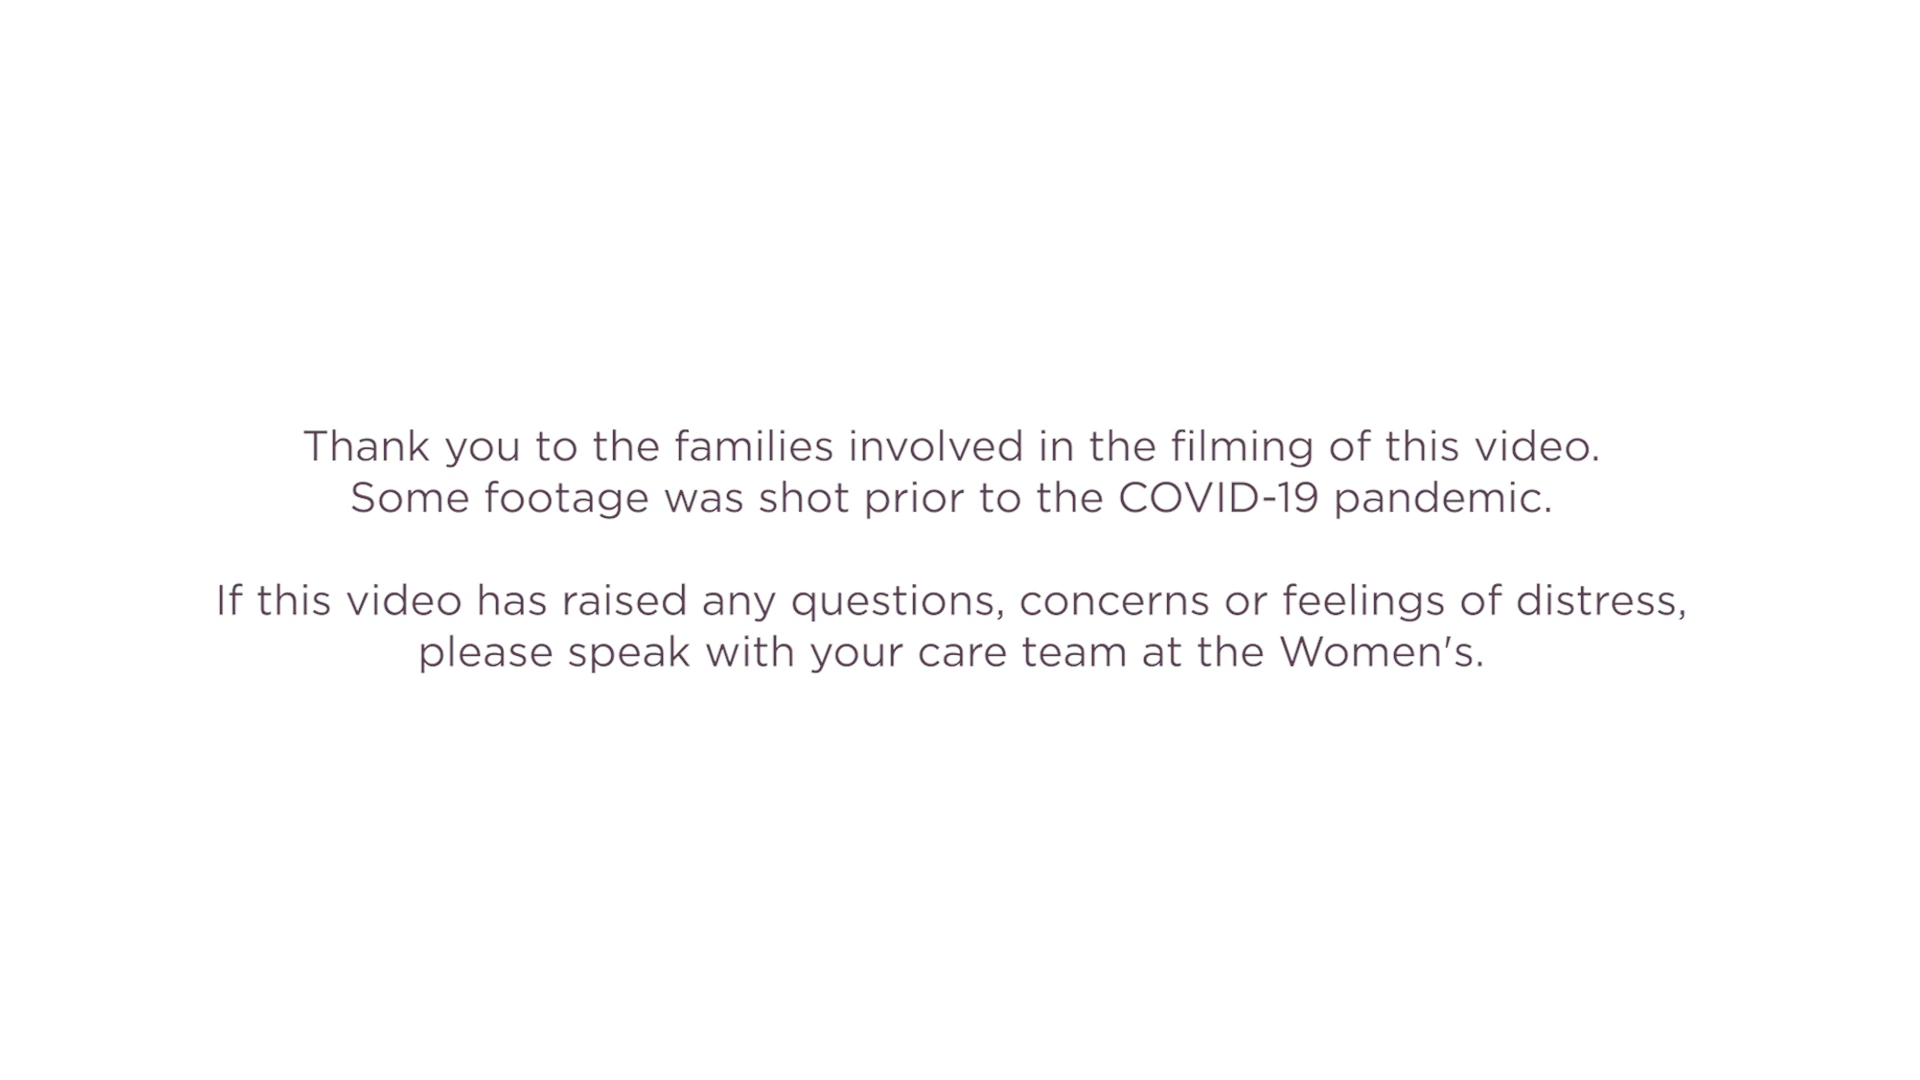 Thank you to the families involved in the filming of this video.
Some footage was shot prior to the COVID-19 pandemic.
If this video has raised any questions, concerns or feelings of distress,
please speak with your care team at the Women's.